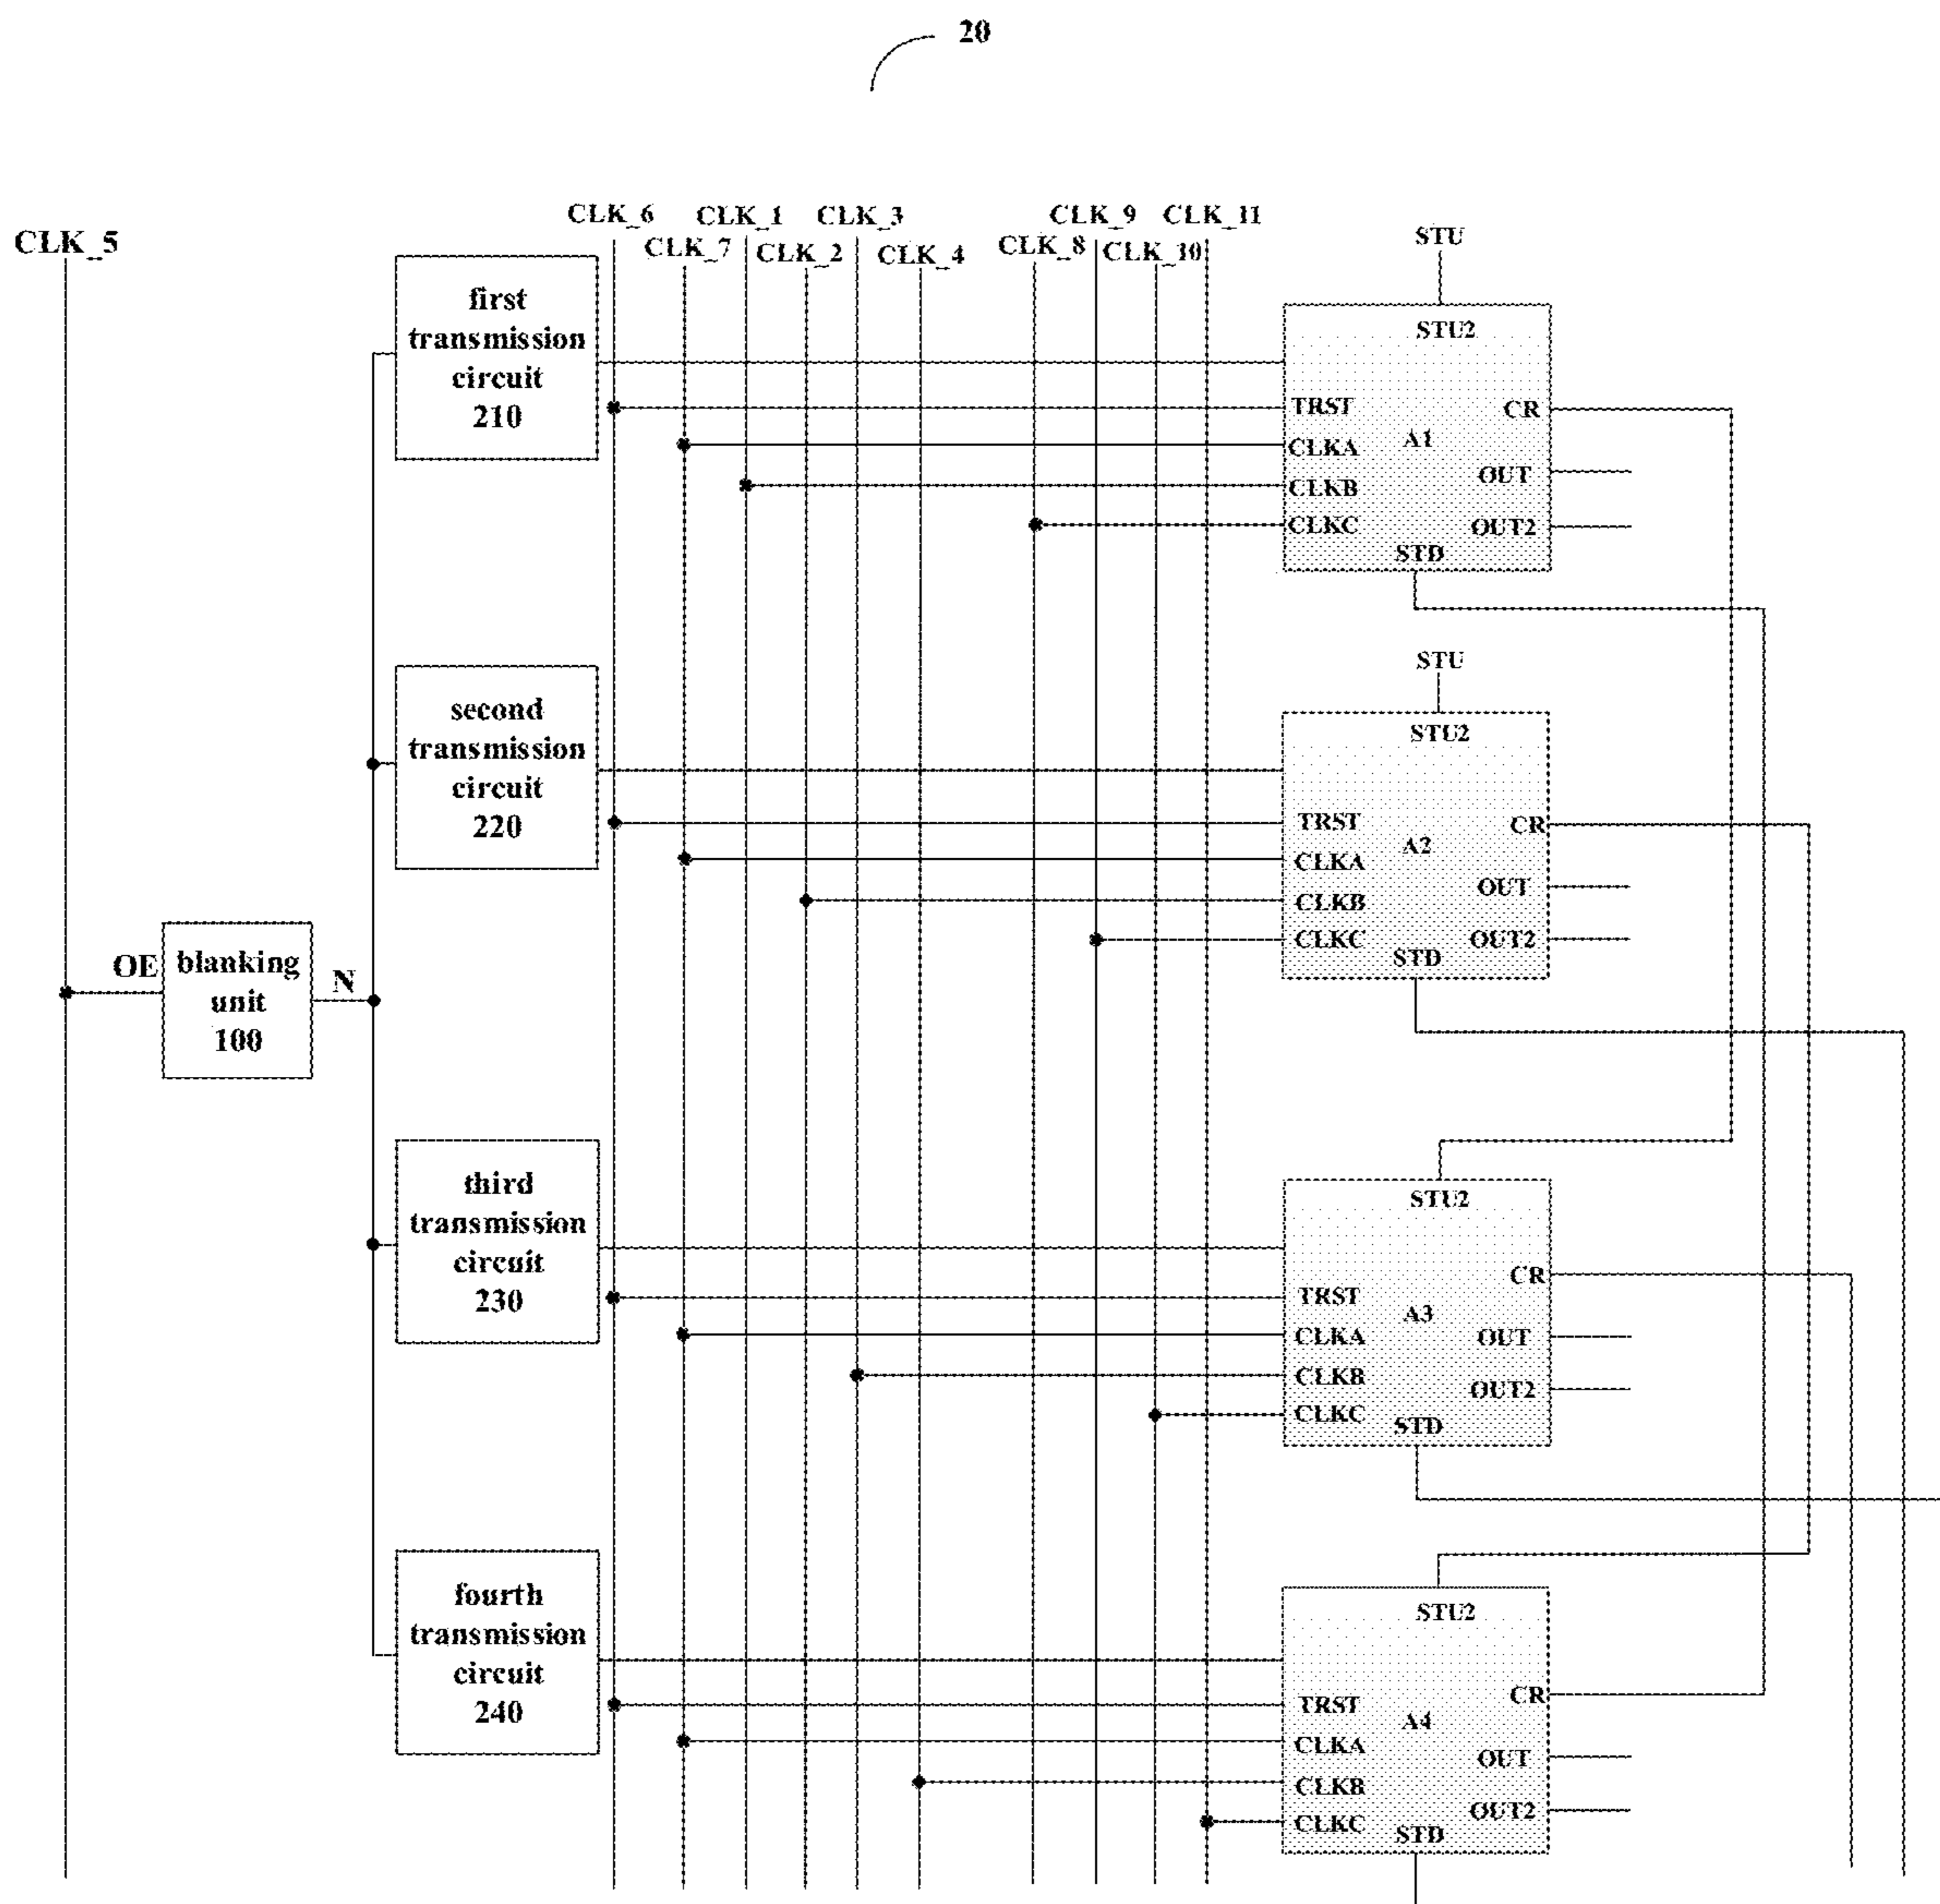 20
CLK_5
CLK_6
CLK_7
CLK_1
CLK_2
CLK_3
CLK_4
CLK_8
CLK_9
CLK_10
CLK_11
STU
first
transmission
circuit
210
STU2
TRST
CLKA
CLKB
CLKC
A1
CR
OUT
OUT2
STD
STU
second
transmission
circuit
220
STU2
TRST
CLKA
CLKB
CLKC
A2
CR
OUT
OUT2
STD
OE
blanking
unit
100
N
third
transmission
circuit
230
STU2
TRST
CLKA
CLKB
CLKC
A3
CR
OUT
OUT2
STD
fourth
transmission
circuit
240
STU2
TRST
CLKA
CLKB
CLKC
A4
CR
OUT
OUT2
STD